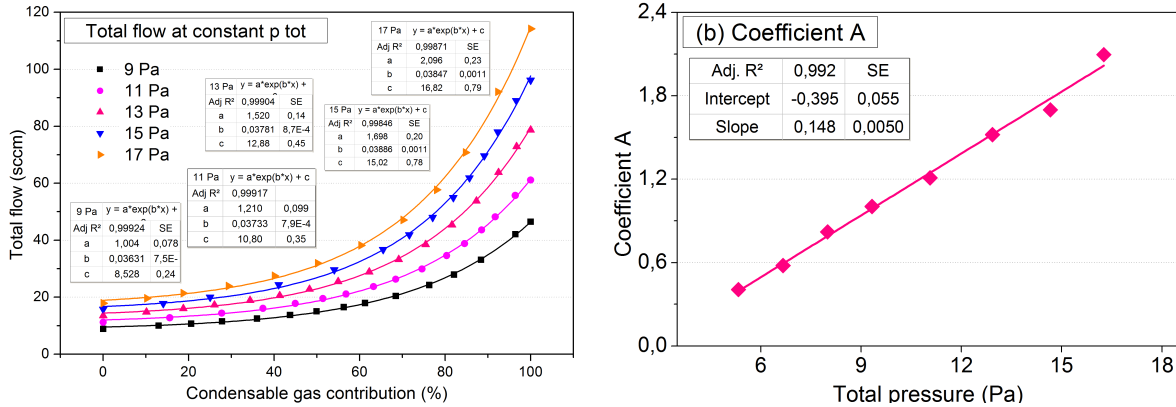 Total flow at constant p tot
9 Pa
11 Pa
13 Pa
15 Pa
17 Pa
17 Pa y = a*exp(b*x) + c
Adj R² 0,99871 SE
a 2,096 0,23
b 0,03847 0,0011
c 16,82 0,79
13 Pa y = a*exp(b*x) +
Adj R² 0,99904 SE
a 1,520 0,14
b 0,03781 8,7E-4
c 12,88 0,45
15 Pa y = a*exp(b*x) + c
Adj R² 0,99846 SE
a 1,698 0,20
b 0,03886 0,0011
c 15,02 0,78
11 Pa y = a*exp(b*x) + c
Adj R² 0,99917
a 1,210 0,099
b 0,03733 7,9E-4
c 10,80 0,35
9 Pa y = a*exp(b*x) +
Adj R² 0,99924 SE
a 1,004 0,078
b 0,03631 7,5E-
c 8,528 0,24
Total flow (sccm)
120
100
80
60
40
20
0
0 20 40 60 80 100
Condensable gas contribution (%)
(b) Coefficient A
Adj. R² 0,992 SE
Intercept -0,395 0,055
Slope 0,148 0,0050
Coefficient A
2,4
1,8
1,2
0,6
0,0
6 9 12 15 18
Total pressure (Pa)